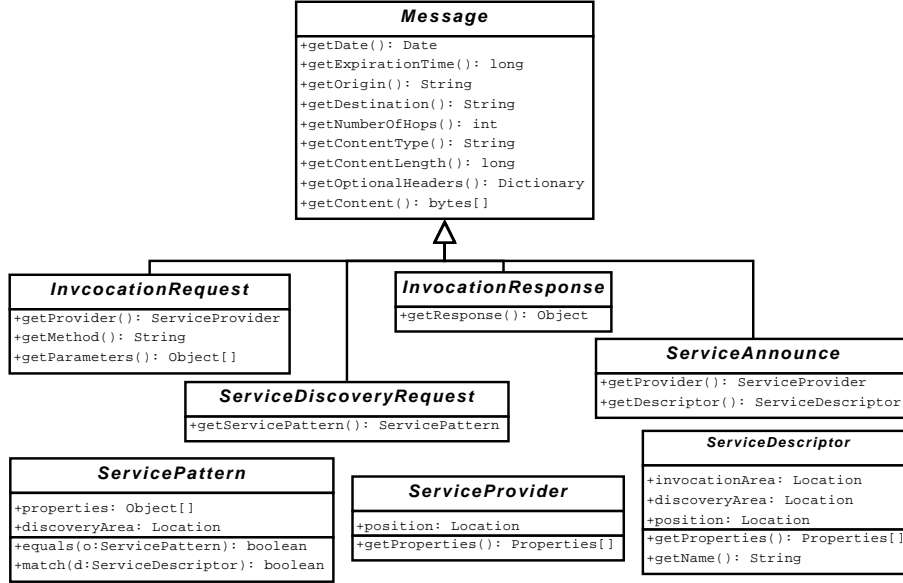 Message
+getDate(): Date
+getExpirationTime(): long
+getOrigin(): String
+getDestination(): String
+getNumberOfHops(): int
+getContentType(): String
+getContentLength(): long
+getOptionalHeaders(): Dictionary
+getContent(): bytes[]
InvcocationRequest
+getProvider(): ServiceProvider
+getMethod(): String
+getParameters(): Object[]
InvocationResponse
+getResponse(): Object
ServiceDiscoveryRequest
+getServicePattern(): ServicePattern
ServiceAnnounce
+getProvider(): ServiceProvider
+getDescriptor(): ServiceDescriptor
ServicePattern
+properties: Object[]
+discoveryArea: Location
+equals(o:ServicePattern): boolean
+match(d:ServiceDescriptor): boolean
ServiceProvider
+position: Location
+getProperties(): Properties[]
ServiceDescriptor
+invocationArea: Location
+discoveryArea: Location
+position: Location
+getProperties(): Properties[]
+getName(): String